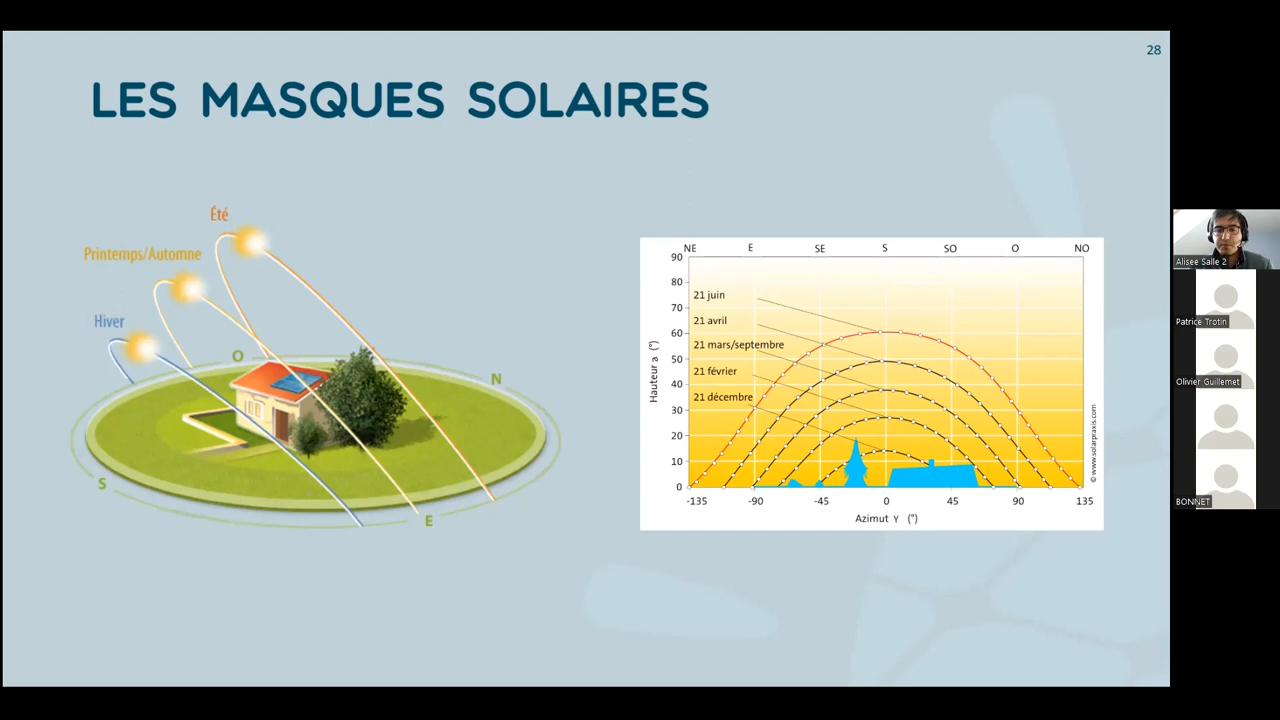 28
LES MASQUES SOLAIRES
Été
Printemps/Automne
Hiver
O
N
S
E
NE E SE S SO O NO
90
80
70
60
50
40
30
20
10
0
21 juin
21 avril
21 mars/septembre
21 février
21 décembre
Hauteur a (°)
-135 -90 -45 0 45 90 135
Azimut γ (°)
© www.solarpraxis.com
Alisee Salle 2
Patrice Trotin
Olivier Guillemet
BONNET